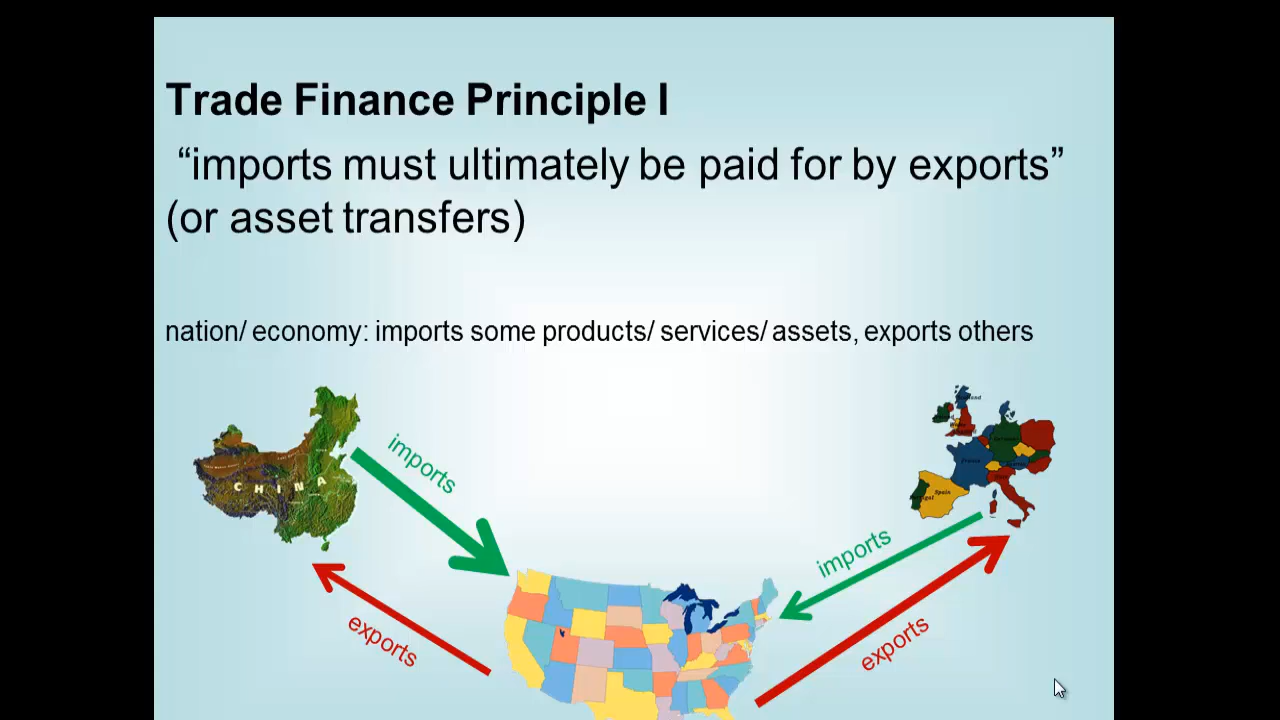 Trade Finance Principle I
“imports must ultimately be paid for by exports”
(or asset transfers)
nation/ economy: imports some products/ services/ assets, exports others
CHINA
imports
exports
Spain
imports
exports